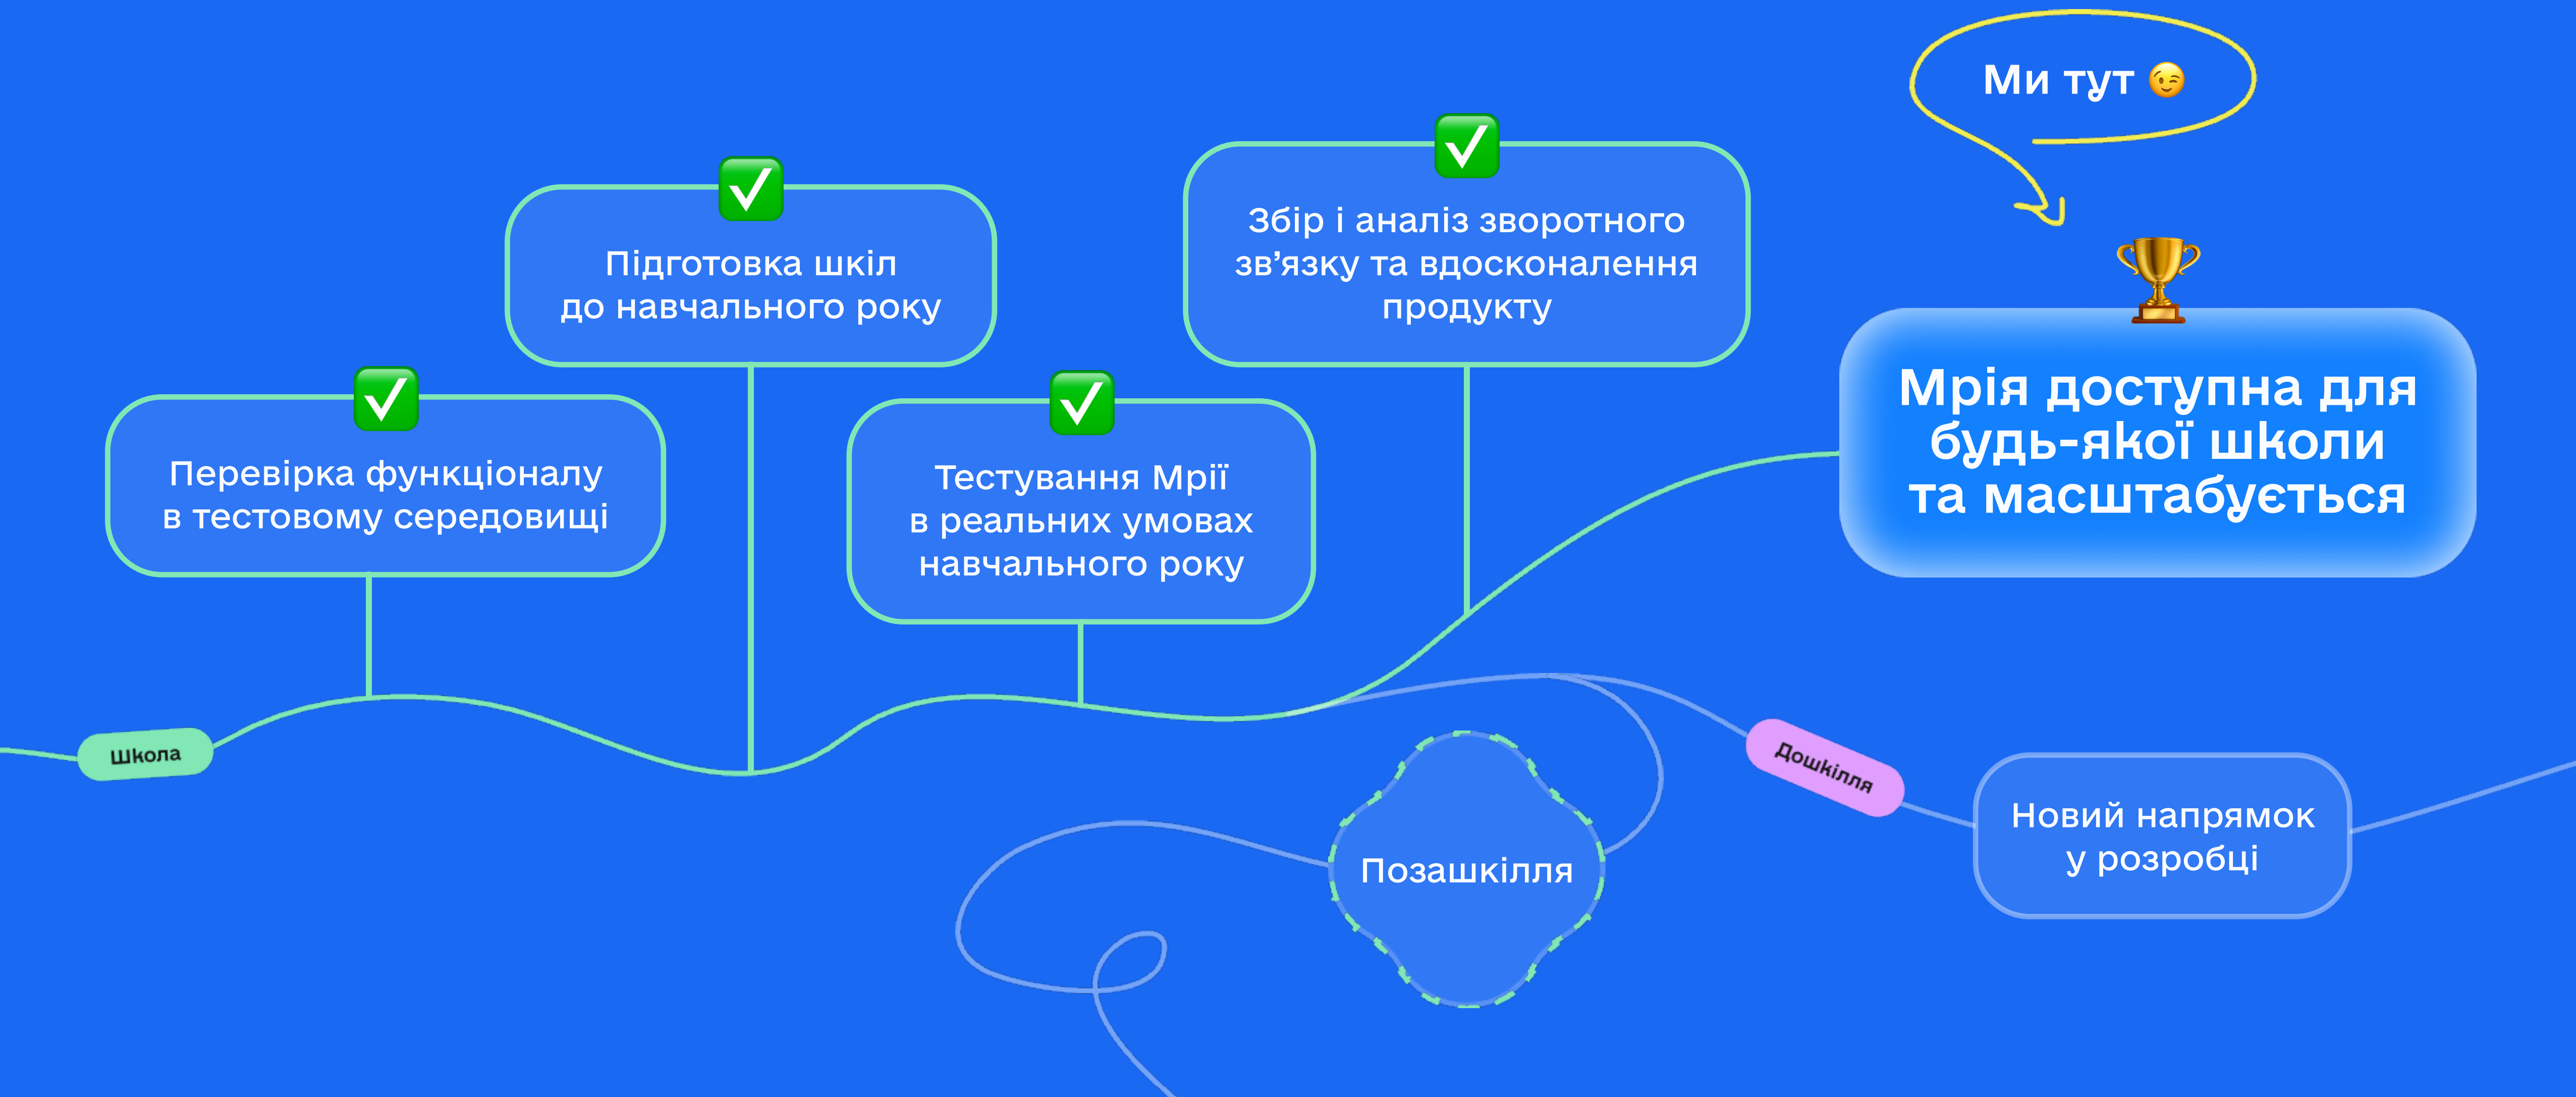 Ми тут 😉
Підготовка шкіл
до навчального року
Збір і аналіз зворотного
зв’язку та вдосконалення
продукту
Перевірка функціоналу
в тестовому середовищі
Тестування Мрії
в реальних умовах
навчального року
Мрія доступна для
будь-якої школи
та масштабується
Школа
Дошкілля
Новий напрямок
у розробці
Позашкілля